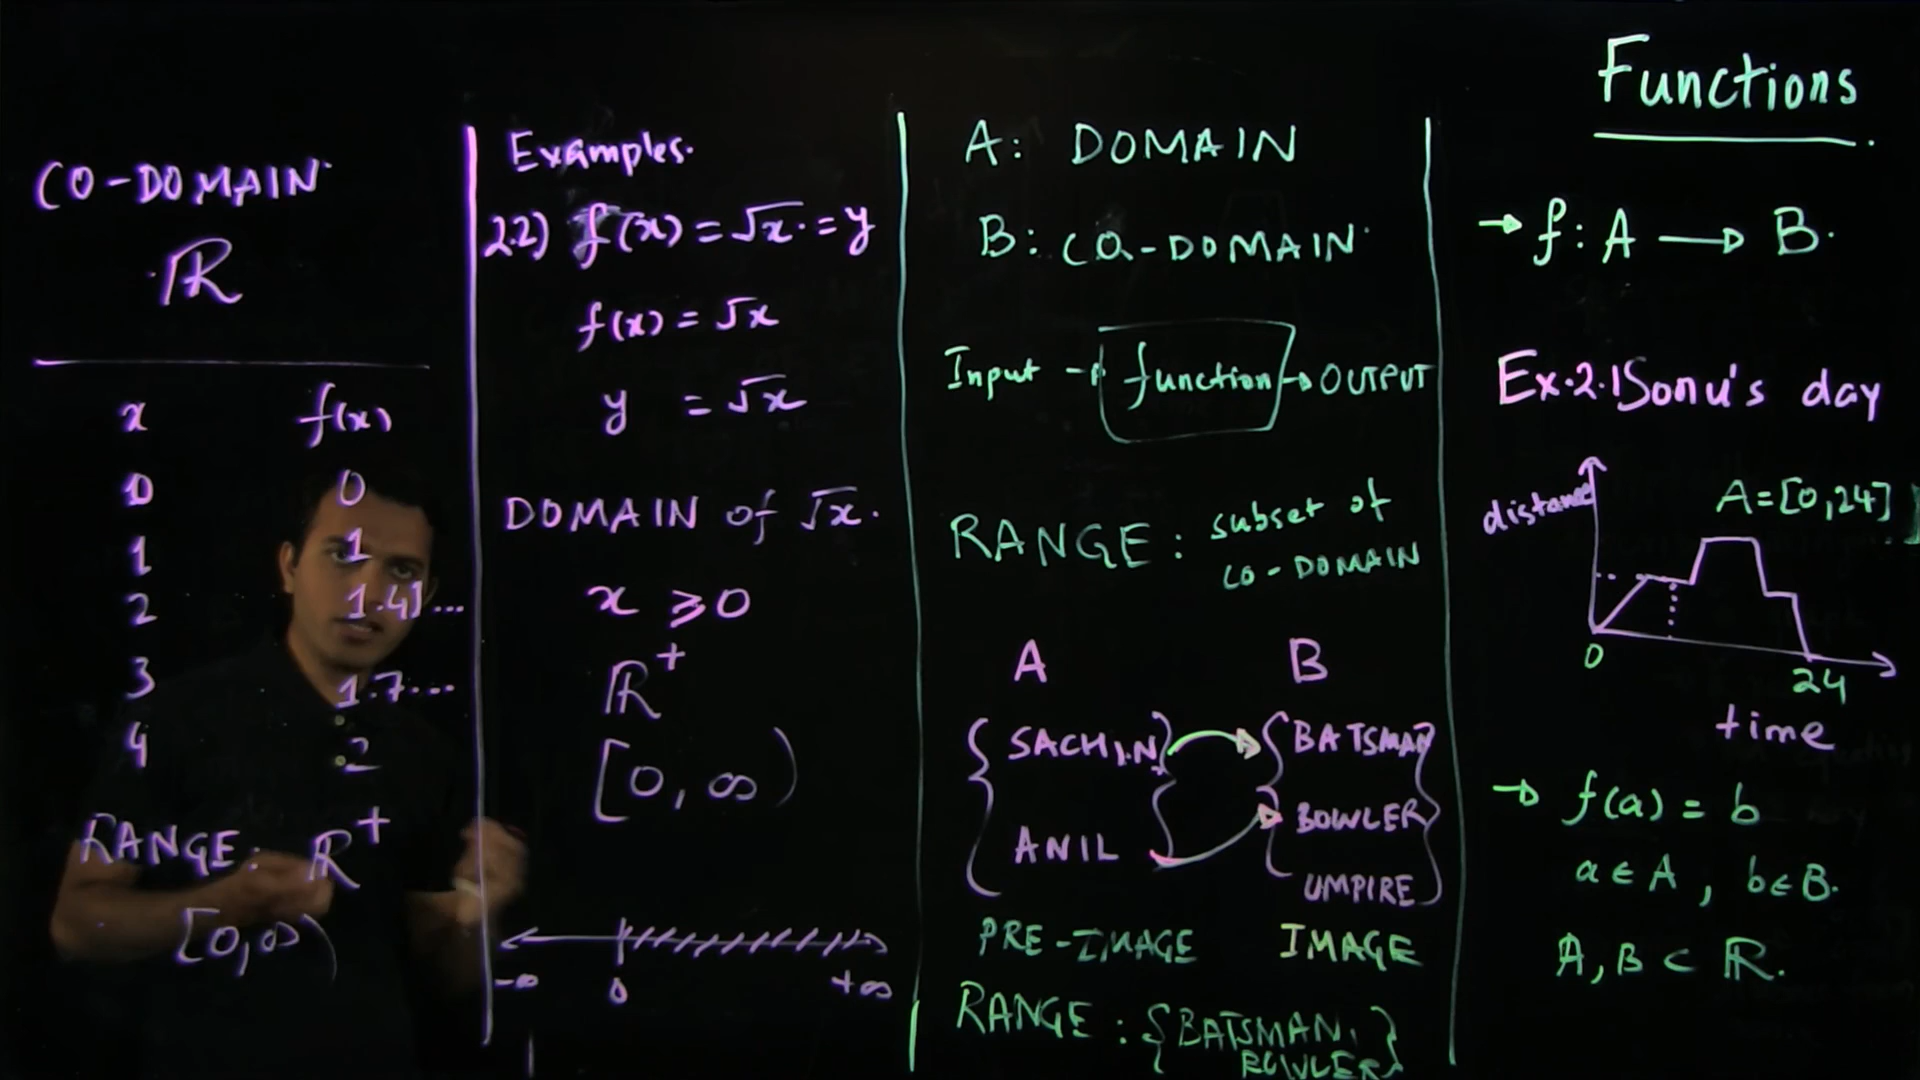 Functions
→ f: A → B.
Ex.2.1 Sonu's day
distance
A=[0,24]
0
24
time
→ f(a) = b
a ∈ A, b ∈ B.
A, B ⊂ ℝ.
A: DOMAIN
B: CO-DOMAIN
Input → function → OUTPUT
RANGE: subset of
CO-DOMAIN
A B
SACHIN BATSMAN
ANIL BOWLER
UMPIRE
PRE-IMAGE IMAGE
RANGE: {BATSMAN,
BOWLER}
Examples.
2.2) f(x) = √x = y
f(x) = √x
y = √x
DOMAIN of √x.
x ⩾ 0
ℝ⁺
[0, ∞)
-∞ 0 +∞
CO-DOMAIN
ℝ
x f(x)
0 0
1 1
2 1.41...
3 1.7...
4 2
RANGE: ℝ⁺
[0,∞)